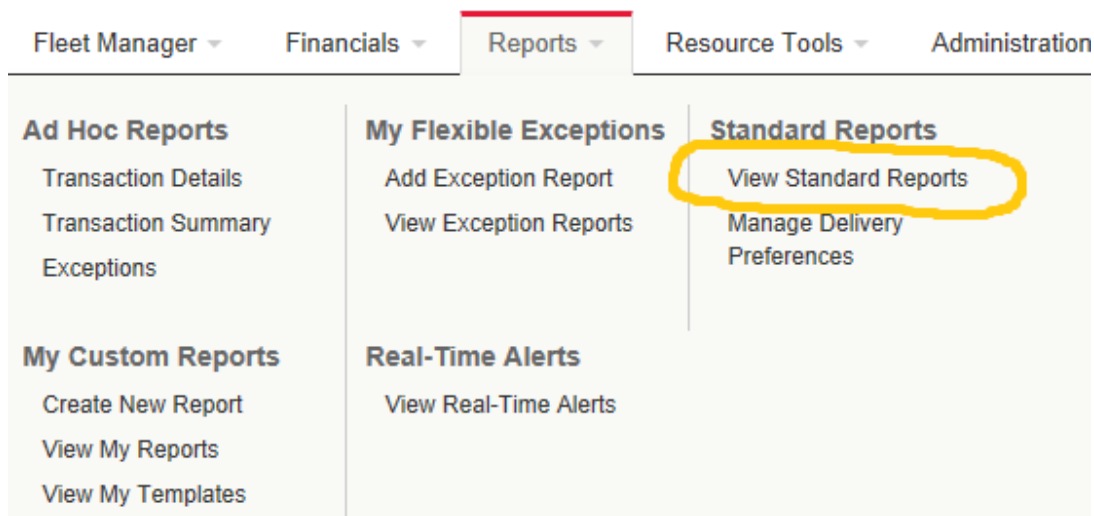 Fleet Manager Financials Reports Resource Tools Administration
Ad Hoc Reports
Transaction Details
Transaction Summary
Exceptions
My Flexible Exceptions
Add Exception Report
View Exception Reports
Standard Reports
View Standard Reports
Manage Delivery
Preferences
My Custom Reports
Create New Report
View My Reports
View My Templates
Real-Time Alerts
View Real-Time Alerts